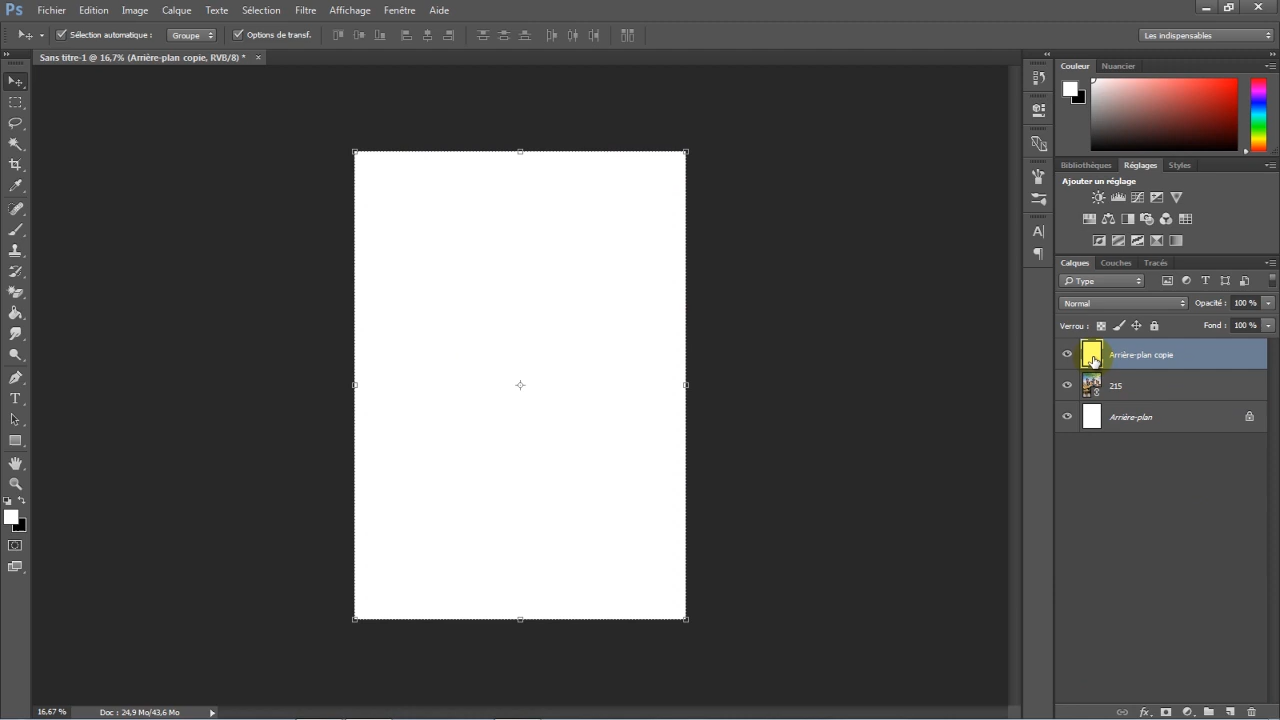 Ps Fichier Edition Image Calque Texte Sélection Filtre Affichage Fenêtre Aide
Sélection automatique : Groupe Options de transf. Les indispensables
Sans titre-1 @ 16,7% (Arrière-plan copie, RVB/8) * ×
Couleur Nuancier
Bibliothèques Réglages Styles
Ajouter un réglage
Calques Couches Tracés
Type
Normal Opacité : 100 %
Verrou : Fond : 100 %
Arrière-plan copie
215
Arrière-plan
16,67 % Doc : 24,9 Mo/43,6 Mo